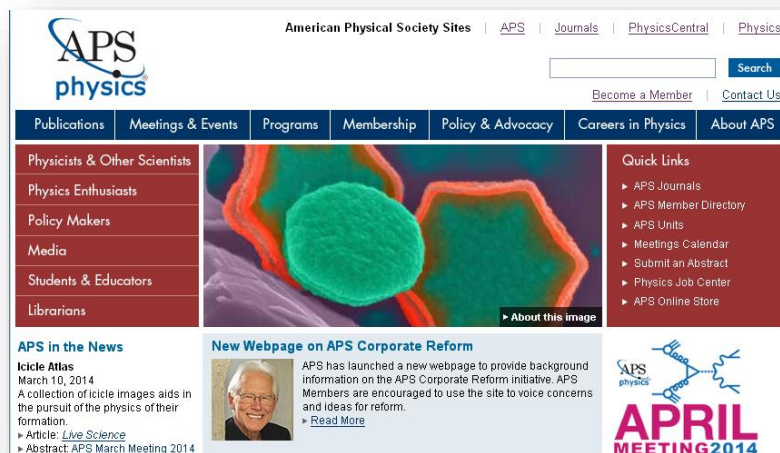 American Physical Society Sites | APS | Journals | PhysicsCentral | Physics
APS
physics®
Search
Become a Member | Contact Us
Publications
Meetings & Events
Programs
Membership
Policy & Advocacy
Careers in Physics
About APS
Physicists & Other Scientists
Physics Enthusiasts
Policy Makers
Media
Students & Educators
Librarians
▸ About this image
Quick Links
▸ APS Journals
▸ APS Member Directory
▸ APS Units
▸ Meetings Calendar
▸ Submit an Abstract
▸ Physics Job Center
▸ APS Online Store
APS in the News
Icicle Atlas
March 10, 2014
A collection of icicle images aids in
the pursuit of the physics of their
formation.
▸ Article: Live Science
▸ Abstract: APS March Meeting 2014
New Webpage on APS Corporate Reform
APS has launched a new webpage to provide background
information on the APS Corporate Reform initiative. APS
Members are encouraged to use the site to voice concerns
and ideas for reform.
▸ Read More
APS
physics
APRIL
MEETING2014